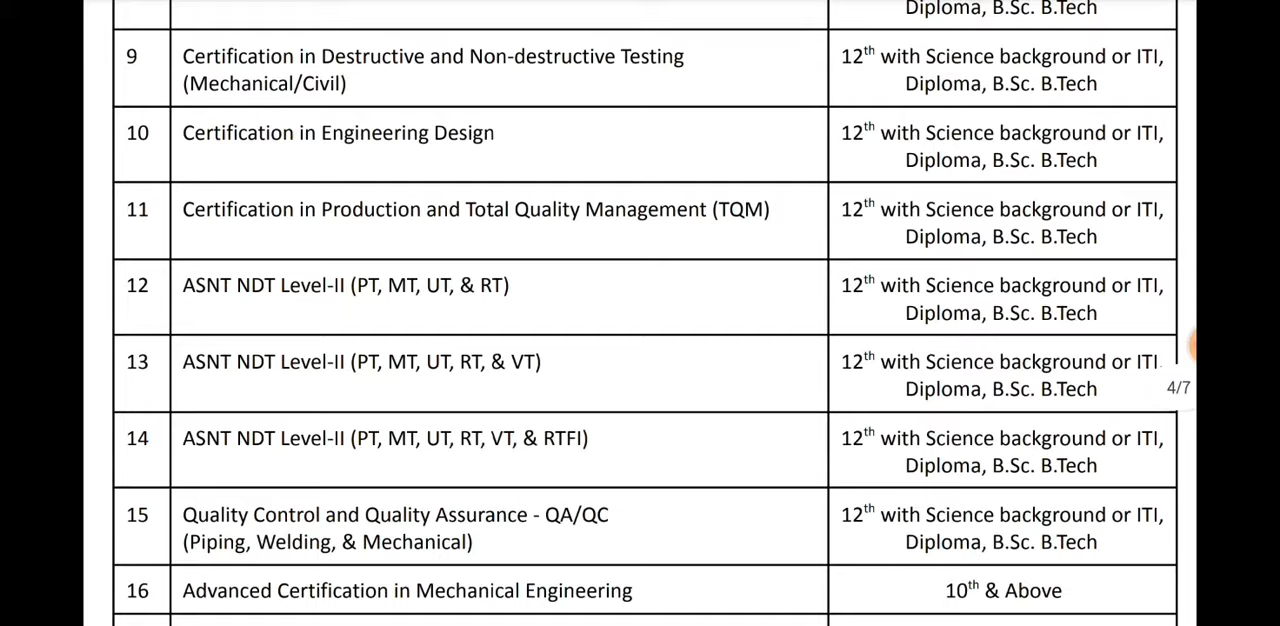 Diploma, B.Sc. B.Tech
9 Certification in Destructive and Non-destructive Testing 12th with Science background or ITI,
(Mechanical/Civil) Diploma, B.Sc. B.Tech
10 Certification in Engineering Design 12th with Science background or ITI,
Diploma, B.Sc. B.Tech
11 Certification in Production and Total Quality Management (TQM) 12th with Science background or ITI,
Diploma, B.Sc. B.Tech
12 ASNT NDT Level-II (PT, MT, UT, & RT) 12th with Science background or ITI,
Diploma, B.Sc. B.Tech
13 ASNT NDT Level-II (PT, MT, UT, RT, & VT) 12th with Science background or ITI
Diploma, B.Sc. B.Tech 4/7
14 ASNT NDT Level-II (PT, MT, UT, RT, VT, & RTFI) 12th with Science background or ITI,
Diploma, B.Sc. B.Tech
15 Quality Control and Quality Assurance - QA/QC 12th with Science background or ITI,
(Piping, Welding, & Mechanical) Diploma, B.Sc. B.Tech
16 Advanced Certification in Mechanical Engineering 10th & Above